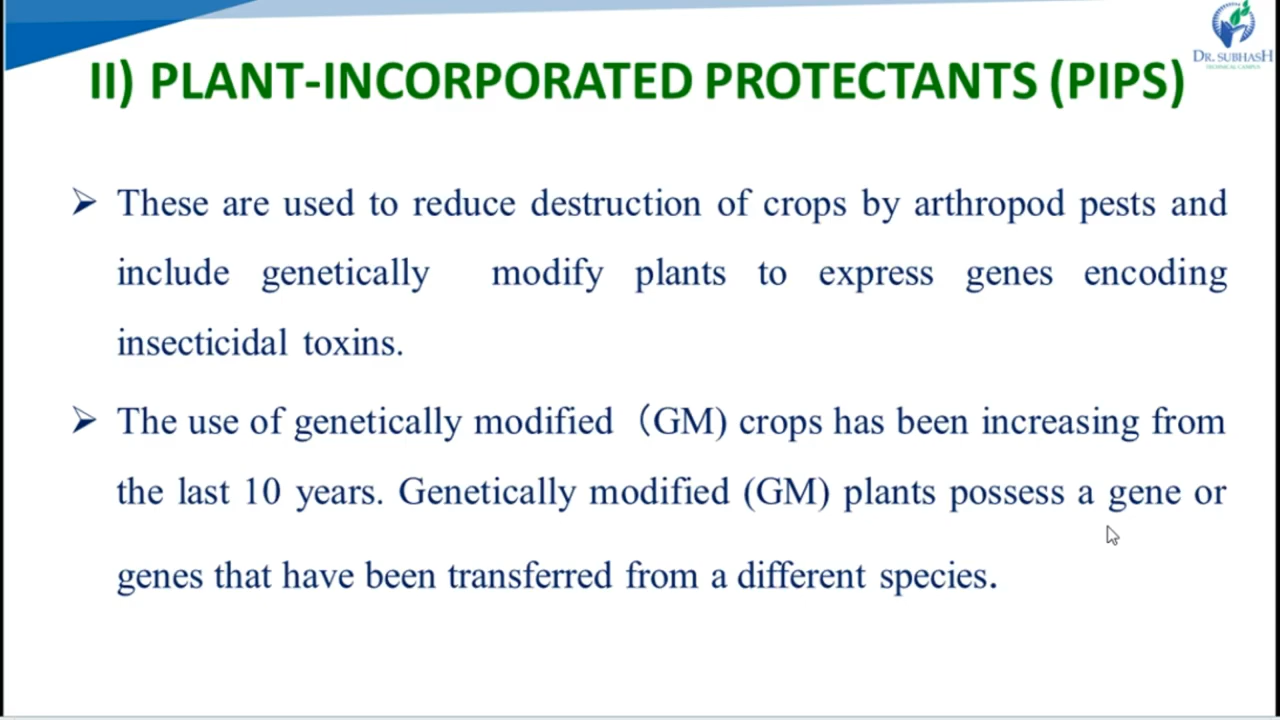 DR. SUBHASH
TECHNICAL CAMPUS
II) PLANT-INCORPORATED PROTECTANTS (PIPS)
➢ These are used to reduce destruction of crops by arthropod pests and
include genetically modify plants to express genes encoding
insecticidal toxins.
➢ The use of genetically modified （GM) crops has been increasing from
the last 10 years. Genetically modified (GM) plants possess a gene or
genes that have been transferred from a different species.